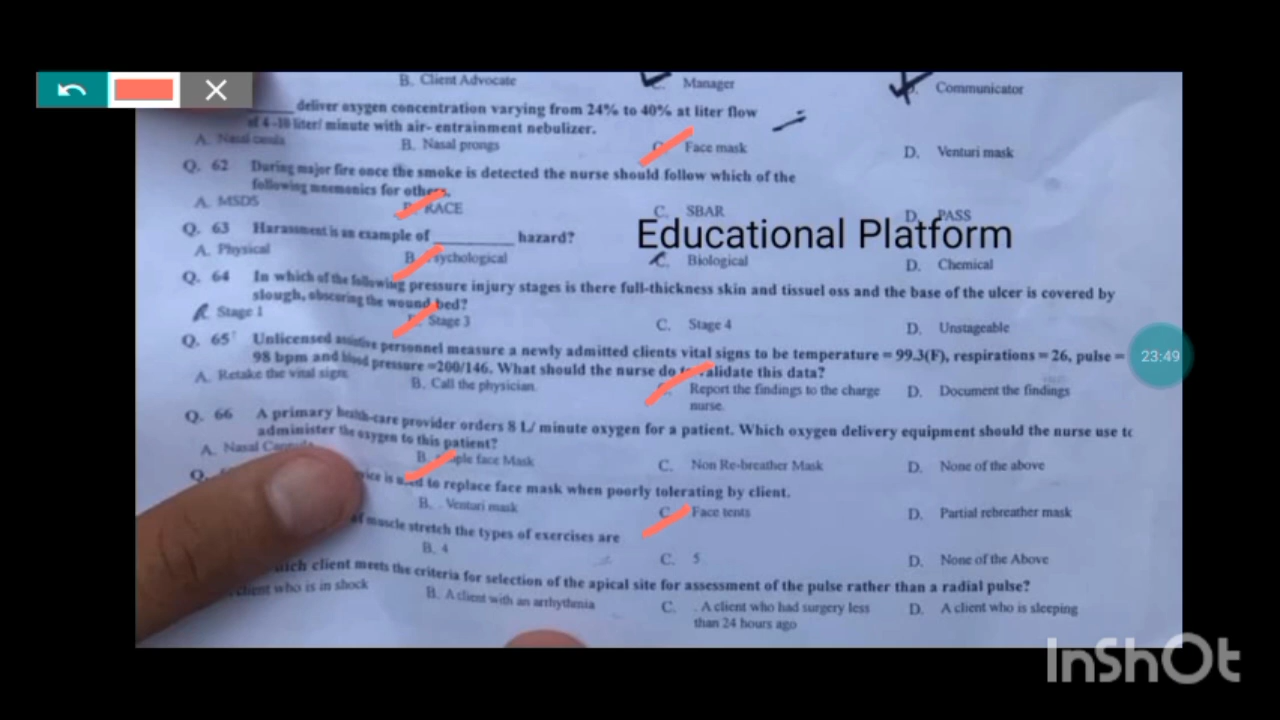 B. Client Advocate Manager Communicator
deliver oxygen concentration varying from 24% to 40% at liter flow
of 4-10 liter/ minute with air- entrainment nebulizer.
A. B. Nasal prongs Face mask D. Venturi mask
Q. 62 During major fire once the smoke is detected the nurse should follow which of the
following mnemonics for others.
A. MSDS RACE C. SBAR D. PASS
Educational Platform
Q. 63 Harassment is an example of ________ hazard?
A. Physical B. Psychological C. Biological D. Chemical
Q. 64 In which of the following pressure injury stages is there full-thickness skin and tissuel oss and the base of the ulcer is covered by
slough, obscuring the wound bed?
Stage 1 Stage 3 C. Stage 4 D. Unstageable
Q. 65 Unlicensed assistive personnel measure a newly admitted clients vital signs to be temperature = 99.3(F), respirations = 26, pulse =
98 bpm and blood pressure =200/146. What should the nurse do to validate this data?
A. Retake the vital signs B. Call the physician Report the findings to the charge D. Document the findings
nurse.
23:49
Q. 66 A primary health-care provider orders 8 L/ minute oxygen for a patient. Which oxygen delivery equipment should the nurse use to
administer the oxygen to this patient?
A. Nasal B. Simple face Mask C. Non Re-breather Mask D. None of the above
Q. is used to replace face mask when poorly tolerating by client.
B. Venturi mask C. Face tents D. Partial rebreather mask
of muscle stretch the types of exercises are
B. 4 C. 5 D. None of the Above
client meets the criteria for selection of the apical site for assessment of the pulse rather than a radial pulse?
client who is in shock B. A client with an arrhythmia C. . A client who had surgery less D. A client who is sleeping
than 24 hours ago
InShOt